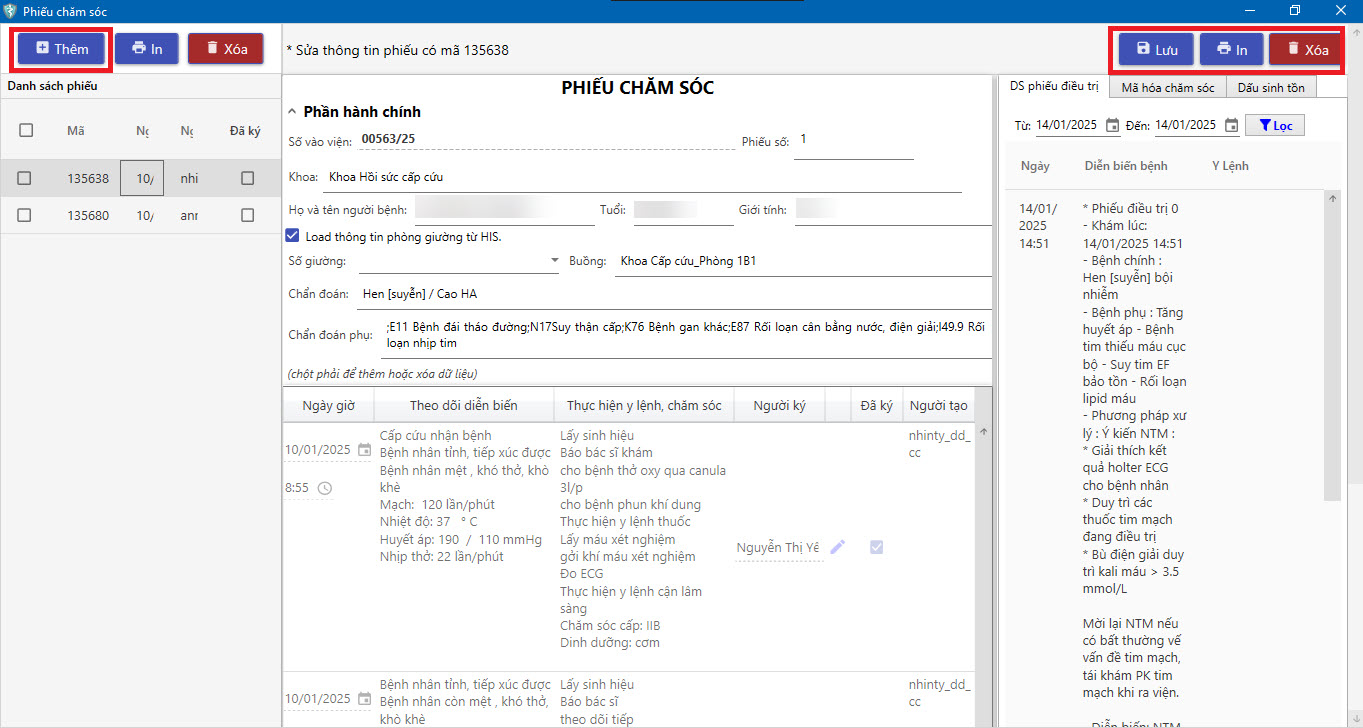 Phiếu chăm sóc
Thêm
In
Xóa
* Sửa thông tin phiếu có mã 135638
Lưu
In
Xóa
Danh sách phiếu
Mã
Đã ký
135638
10/
nhi
135680
10/
PHIẾU CHĂM SÓC
Phần hành chính
Số vào viện: 00563/25
Phiếu số: 1
Khoa: Khoa Hồi sức cấp cứu
Họ và tên người bệnh:
Tuổi:
Giới tính:
Load thông tin phòng giường từ HIS.
Số giường:
Buồng: Khoa Cấp cứu_Phòng 1B1
Chẩn đoán: Hen [suyễn] / Cao HA
Chẩn đoán phụ: ;E11 Bệnh đái tháo đường;N17Suy thận cấp;K76 Bệnh gan khác;E87 Rối loạn cân bằng nước, điện giải;I49.9 Rối
loạn nhịp tim
(chột phải để thêm hoặc xóa dữ liệu)
Ngày giờ
Theo dõi diễn biến
Thực hiện y lệnh, chăm sóc
Người ký
Đã ký
Người tạo
10/01/2025
8:55
Cấp cứu nhận bệnh
Bệnh nhân tỉnh, tiếp xúc được
Bệnh nhân mệt , khó thở, khò
khè
Mạch: 120 lần/phút
Nhiệt độ: 37 ° C
Huyết áp: 190 / 110 mmHg
Nhịp thở: 22 lần/phút
Lấy sinh hiệu
Báo bác sĩ khám
cho bệnh thở oxy qua canula
3l/p
cho bệnh phun khí dung
Thực hiện y lệnh thuốc
Lấy máu xét nghiệm
gởi khí máu xét nghiệm
Đo ECG
Thực hiện y lệnh cận lâm
sàng
Chăm sóc cấp: IIB
Dinh dưỡng: cơm
Nguyễn Thị Yê
nhinty_dd_
cc
10/01/2025
Bệnh nhân tỉnh, tiếp xúc được
Bệnh nhân còn mệt , khó thở,
khò khè
Lấy sinh hiệu
Báo bác sĩ
theo dõi tiếp
nhinty_dd_
cc
DS phiếu điều trị
Mã hóa chăm sóc
Dấu sinh tồn
Từ: 14/01/2025
Đến: 14/01/2025
Lọc
Ngày
Diễn biến bệnh
Y Lệnh
14/01/
2025
14:51
* Phiếu điều trị 0
- Khám lúc:
14/01/2025 14:51
- Bệnh chính :
Hen [suyễn] bội
nhiễm
- Bệnh phụ : Tăng
huyết áp - Bệnh
tim thiếu máu cục
bộ - Suy tim EF
bảo tồn - Rối loạn
lipid máu
- Phương pháp xư
lý : Ý kiến NTM :
* Giải thích kết
quả holter ECG
cho bệnh nhân
* Duy trì các
thuốc tim mạch
đang điều trị
* Bù điện giải duy
trì kali máu > 3.5
mmol/L
Mời lại NTM nếu
có bất thường về
vấn đề tim mạch,
tái khám PK tim
mạch khi ra viện.
- Diễn biến: NTM